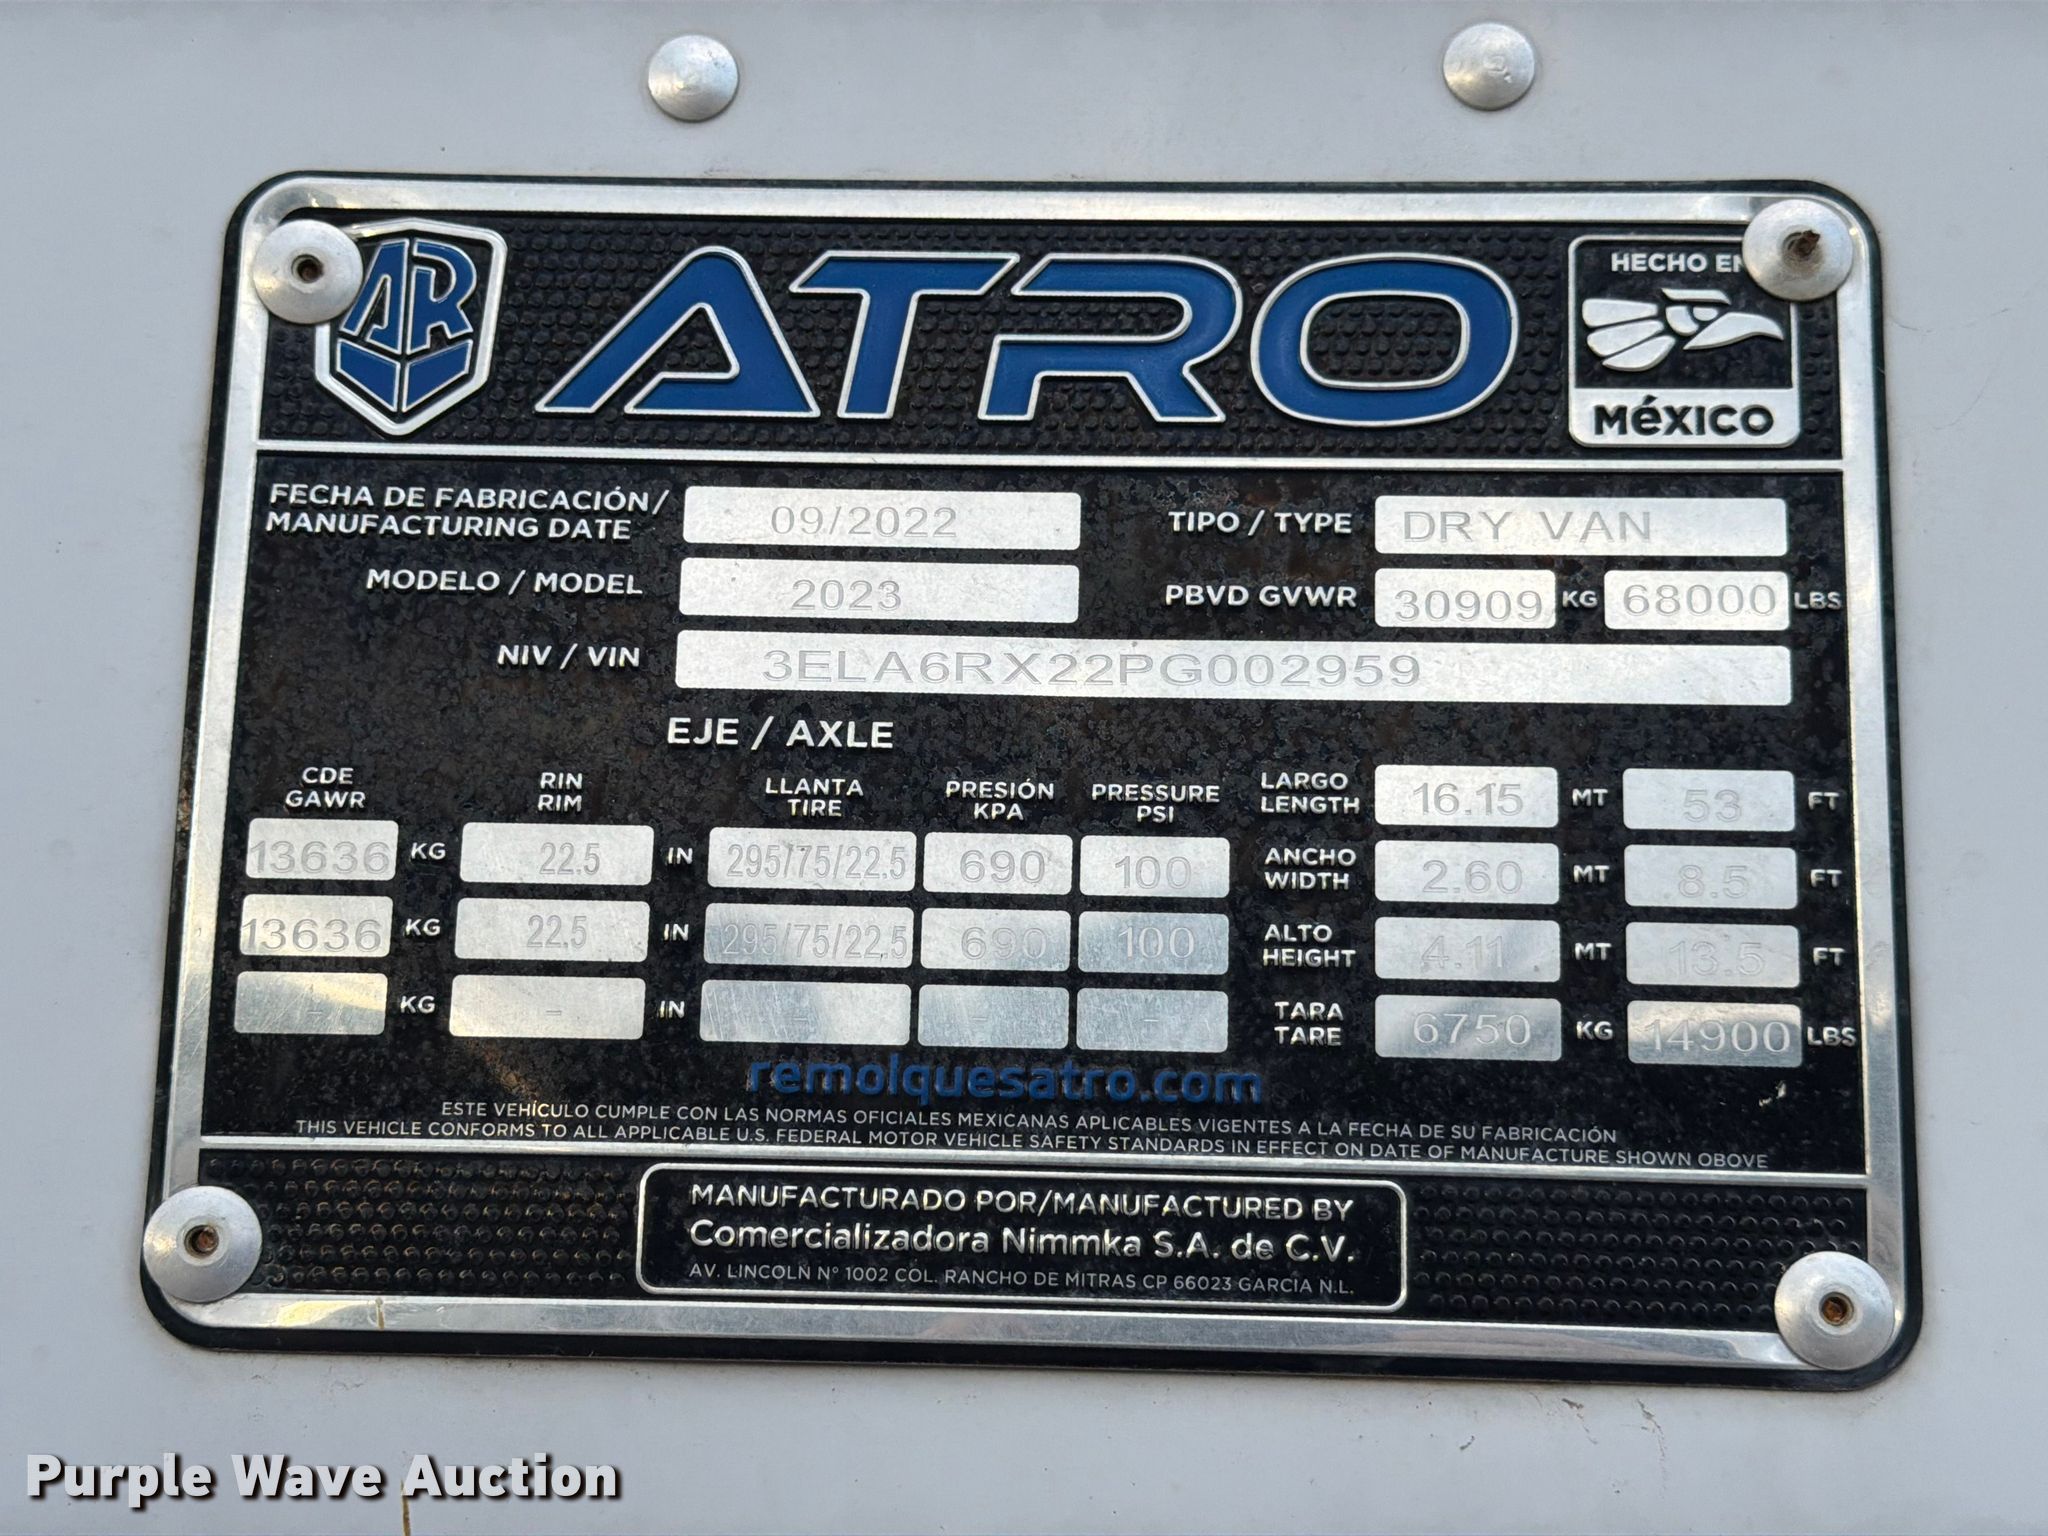 AR ATRO
HECHO EN
MéXICO
FECHA DE FABRICACIÓN/ 09/2022 TIPO / TYPE DRY VAN
MANUFACTURING DATE
MODELO / MODEL 2023 PBVD GVWR 30909 KG 68000 LBS
NIV / VIN 3ELA6RX22PG002959
EJE / AXLE
CDE RIN LLANTA PRESIÓN PRESSURE LARGO 16.15 MT 53 FT
GAWR RIM TIRE KPA PSI LENGTH
13636 KG 22.5 IN 295/75/22.5 690 100 ANCHO 2.60 MT 8.5 FT
WIDTH
13636 KG 22.5 IN 295/75/22.5 690 100 ALTO 4.11 MT 13.5 FT
HEIGHT
- KG - IN - - - TARA 6750 KG 14900 LBS
TARE
remolquesatro.com
ESTE VEHÍCULO CUMPLE CON LAS NORMAS OFICIALES MEXICANAS APLICABLES VIGENTES A LA FECHA DE SU FABRICACIÓN
THIS VEHICLE CONFORMS TO ALL APPLICABLE U.S. FEDERAL MOTOR VEHICLE SAFETY STANDARDS IN EFFECT ON DATE OF MANUFACTURE SHOWN OBOVE
MANUFACTURADO POR/MANUFACTURED BY
Comercializadora Nimmka S.A. de C.V.
AV. LINCOLN N° 1002 COL. RANCHO DE MITRAS CP 66023 GARCIA N.L.
Purple Wave Auction